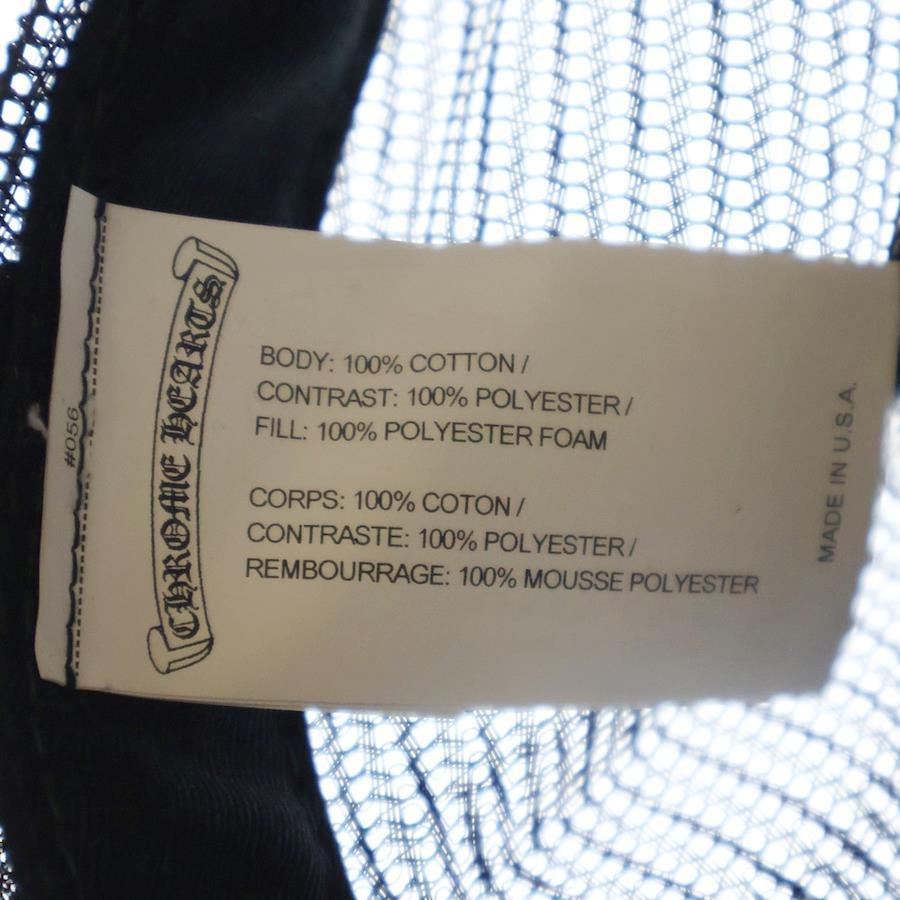 #056
CHROME HEARTS
BODY: 100% COTTON /
CONTRAST: 100% POLYESTER /
FILL: 100% POLYESTER FOAM
CORPS: 100% COTON /
CONTRASTE: 100% POLYESTER /
REMBOURRAGE: 100% MOUSSE POLYESTER
MADE IN U.S.A.